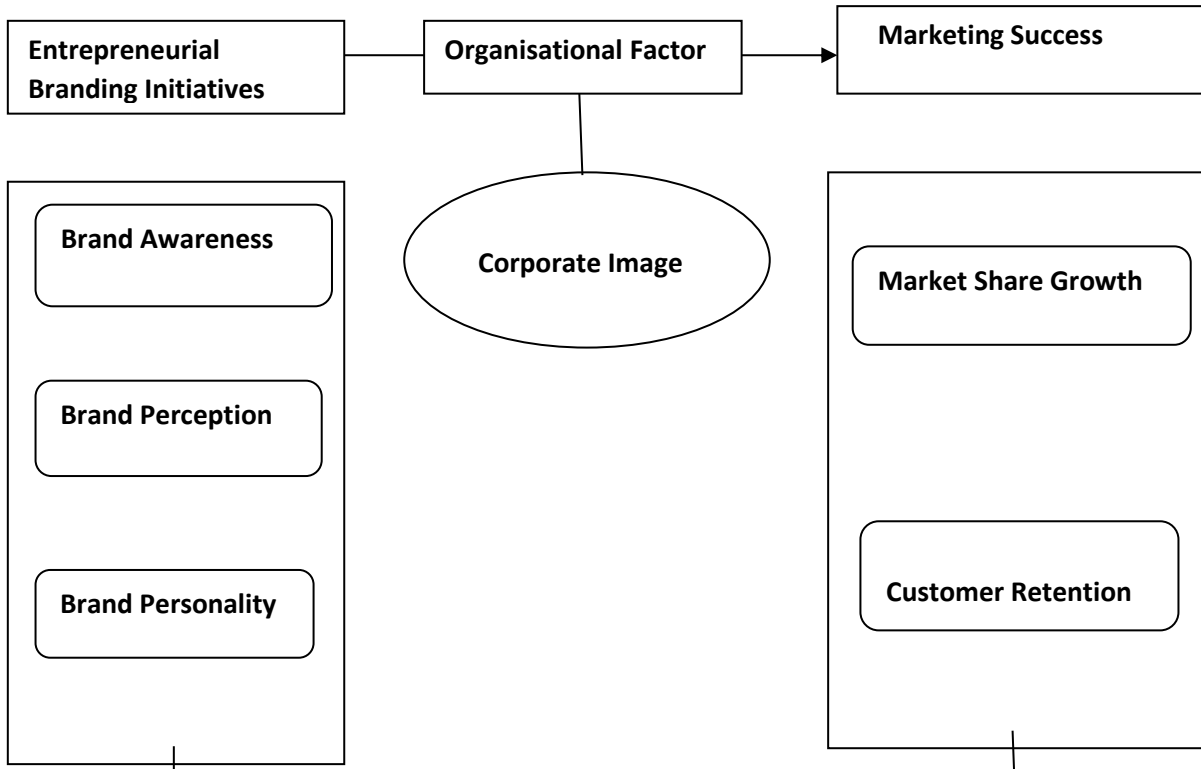 Entrepreneurial
Branding Initiatives
Organisational Factor
Marketing Success
Brand Awareness
Brand Perception
Brand Personality
Corporate Image
Market Share Growth
Customer Retention